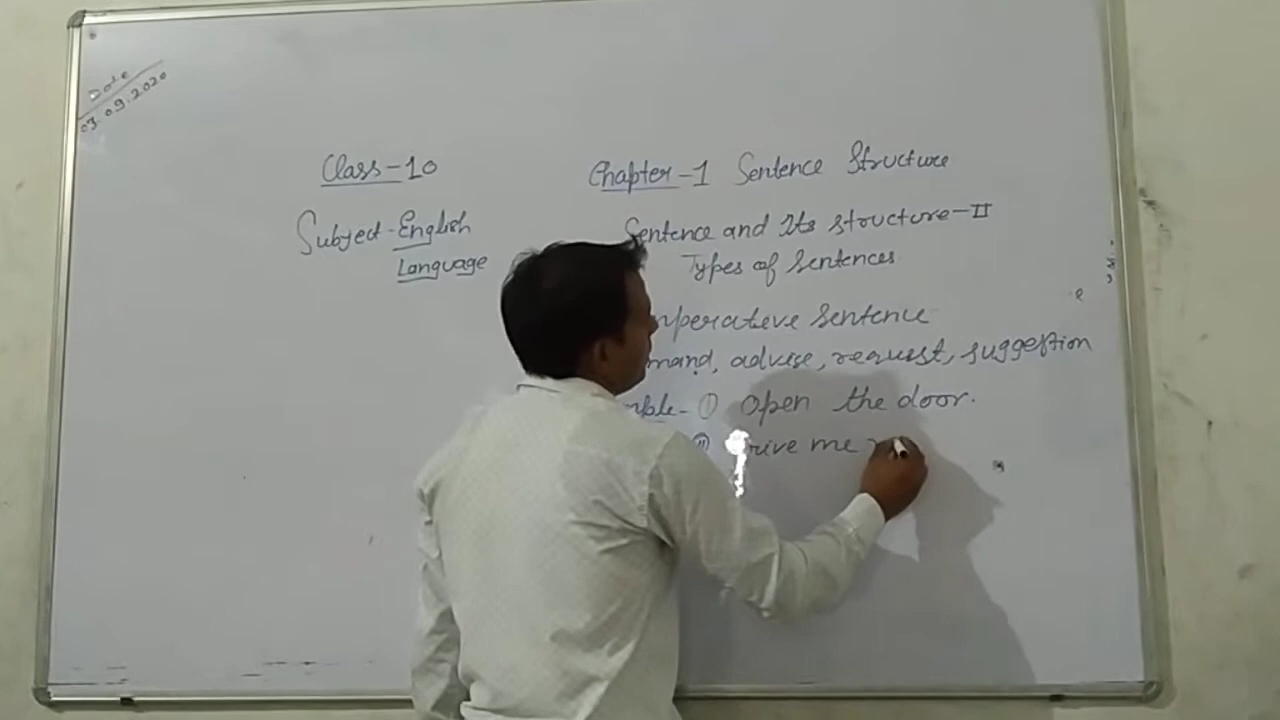 Date
03.09.2020
Class-10
Subject-English
Language
Chapter-1 Sentence Structure
Sentence and Its structure-II
Types of Sentences
sentence
advise, request, suggestion
(i) Open the door.
(ii) me